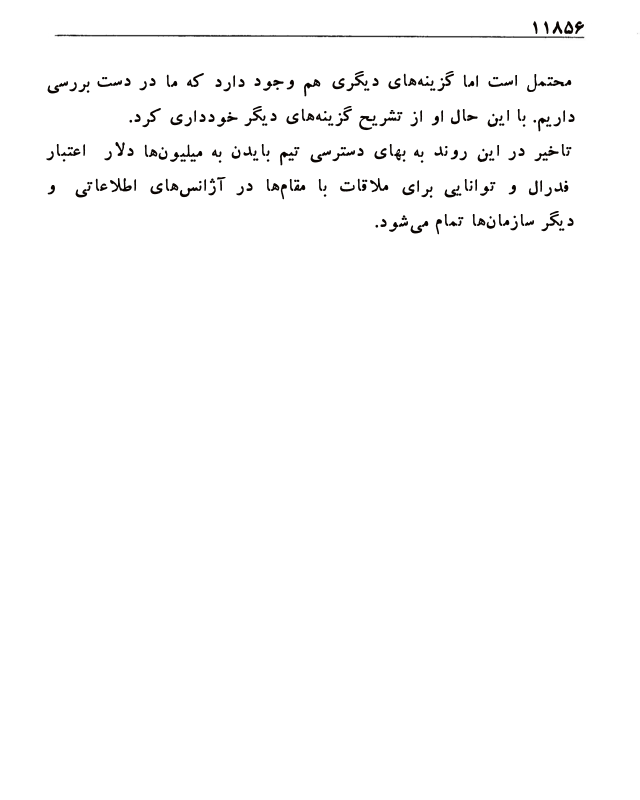 ۱۱۸۵۶
محتمل است اما گزینه‌های دیگری هم وجود دارد که ما در دست بررسی
داریم. با این حال او از تشریح گزینه‌های دیگر خودداری کرد.
تاخیر در این روند به بهای دسترسی تیم بایدن به میلیون‌ها دلار اعتبار
فدرال و توانایی برای ملاقات با مقام‌ها در آژانس‌های اطلاعاتی و
دیگر سازمان‌ها تمام می‌شود.